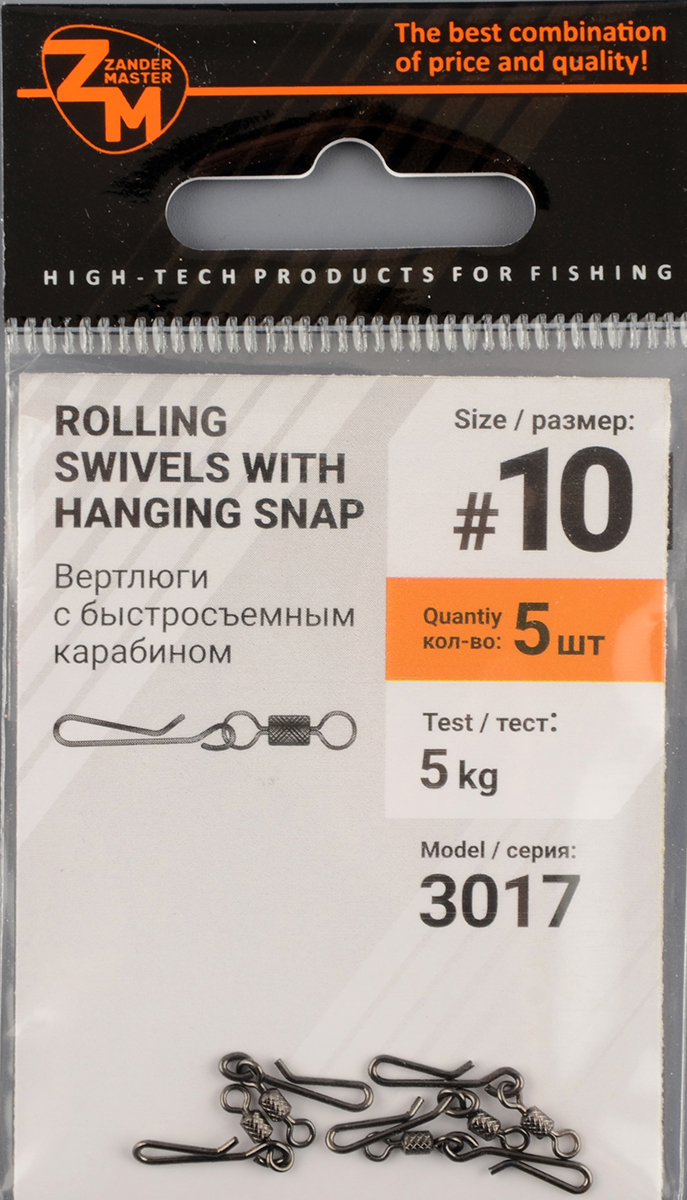 ZM
ZANDER
MASTER
The best combination
of price and quality!
HIGH-TECH PRODUCTS FOR FISHING
ROLLING
SWIVELS WITH
HANGING SNAP
Вертлюги
с быстросъемным
карабином
Size / размер:
#10
Quantiy
кол-во: 5 шт
Test / тест:
5 kg
Model / серия:
3017